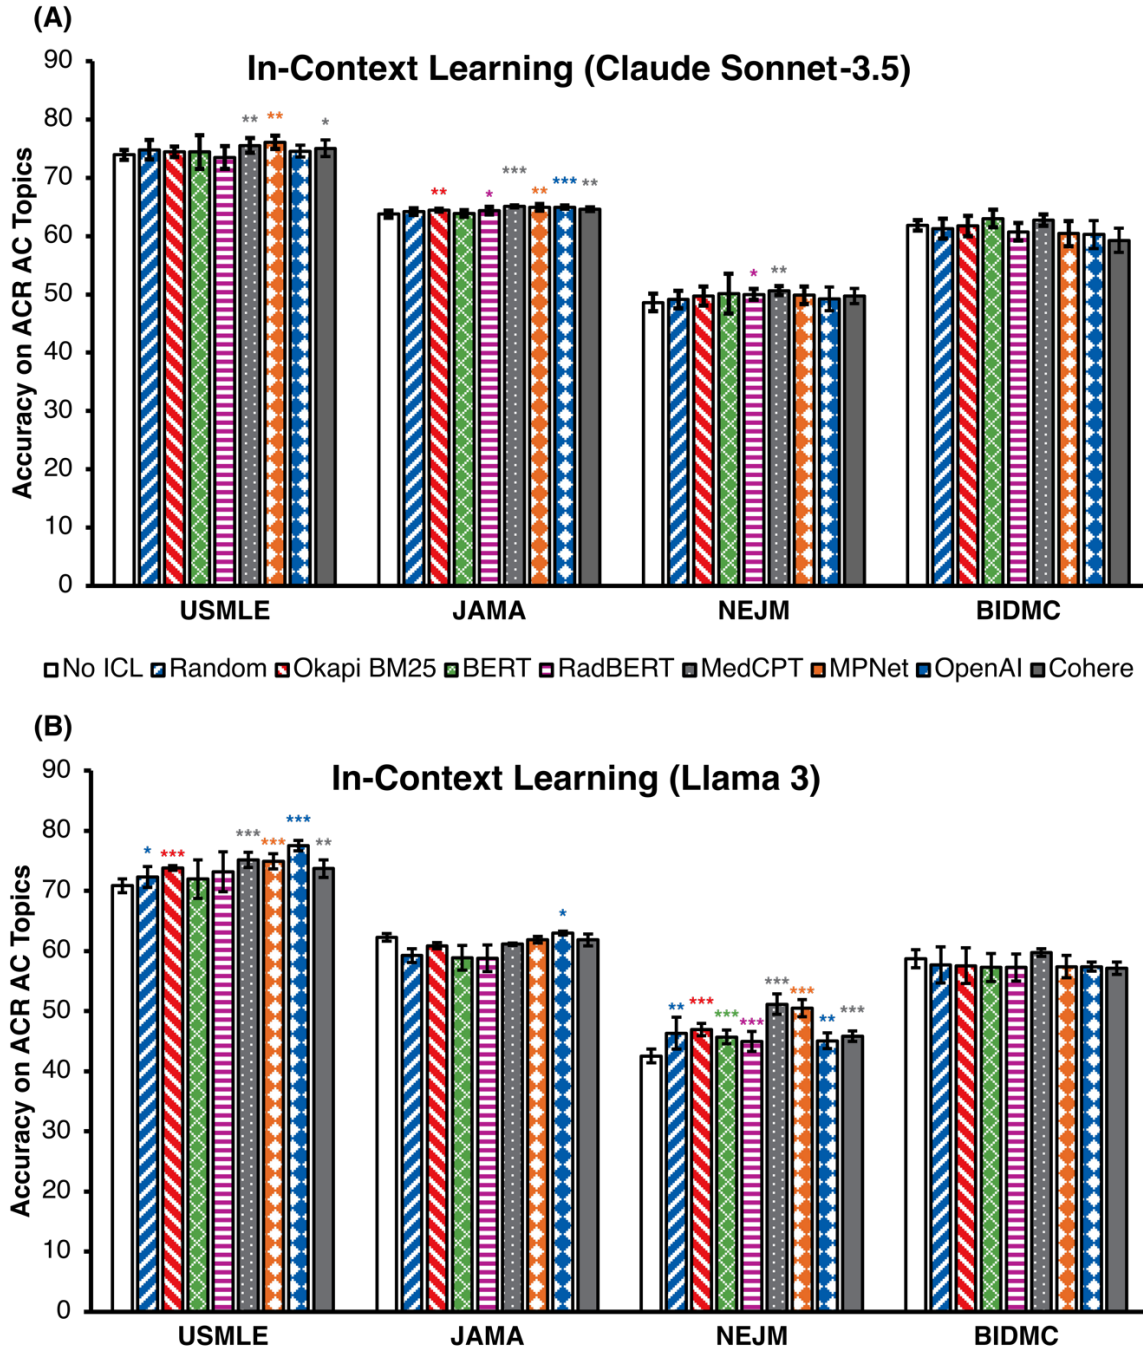 (A)
In-Context Learning (Claude Sonnet-3.5)
Accuracy on ACR AC Topics
90
80
70
60
50
40
30
20
10
0
** ** *
** * *** ** *** **
* **
USMLE JAMA NEJM BIDMC
No ICL Random Okapi BM25 BERT RadBERT MedCPT MPNet OpenAI Cohere
(B)
In-Context Learning (Llama 3)
Accuracy on ACR AC Topics
90
80
70
60
50
40
30
20
10
0
* *** *** *** *** **
*
** *** *** *** *** *** ** ***
USMLE JAMA NEJM BIDMC